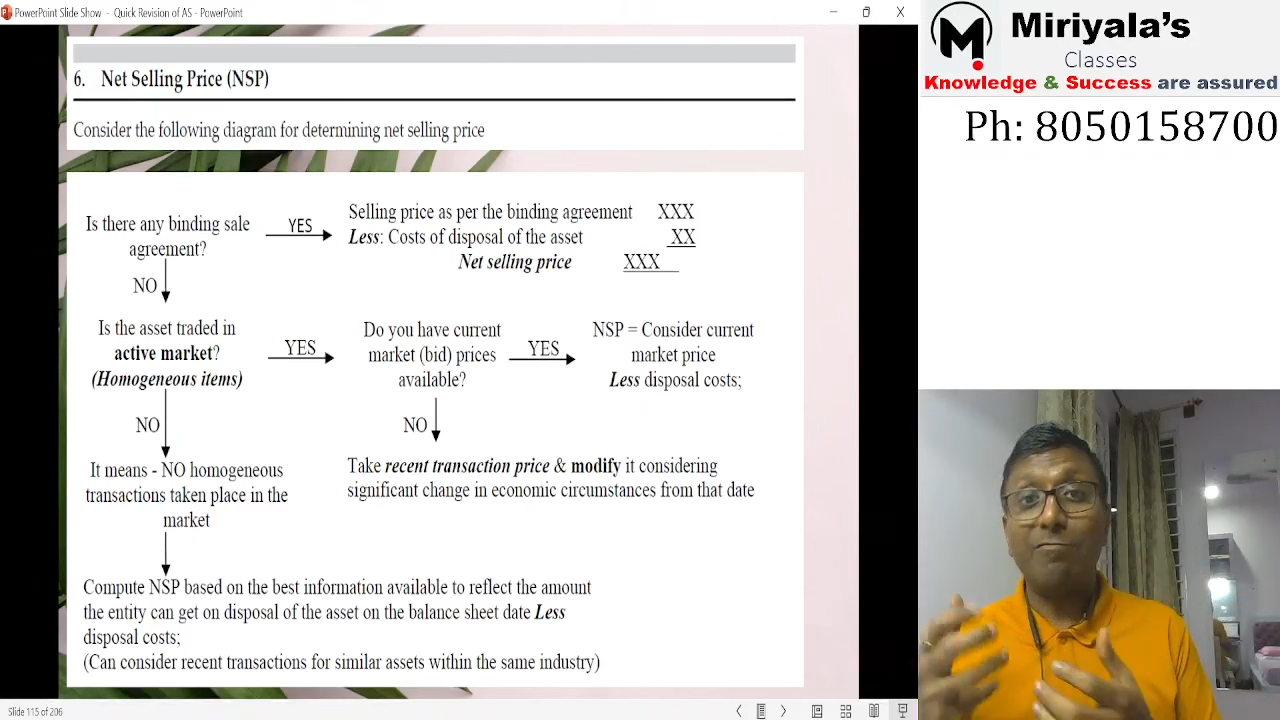 PowerPoint Slide Show - Quick Revision of AS - PowerPoint
Miriyala's
Classes
Knowledge & Success are assured
Ph: 8050158700
6. Net Selling Price (NSP)
Consider the following diagram for determining net selling price
Is there any binding sale
agreement?
YES
Selling price as per the binding agreement XXX
Less: Costs of disposal of the asset XX
Net selling price XXX
NO
Is the asset traded in
active market?
(Homogeneous items)
YES
Do you have current
market (bid) prices
available?
YES
NSP = Consider current
market price
Less disposal costs;
NO
NO
It means - NO homogeneous
transactions taken place in the
market
Take recent transaction price & modify it considering
significant change in economic circumstances from that date
Compute NSP based on the best information available to reflect the amount
the entity can get on disposal of the asset on the balance sheet date Less
disposal costs;
(Can consider recent transactions for similar assets within the same industry)
Slide 115 of 206